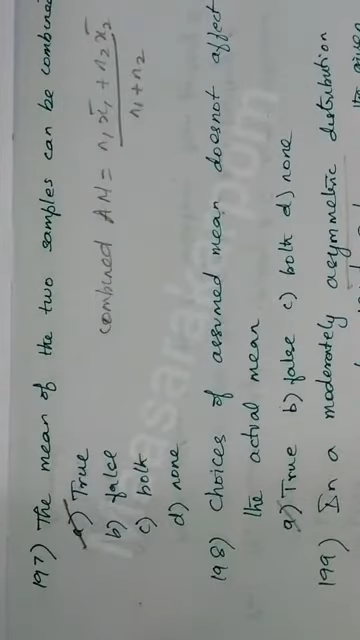 197) The mean of the two samples can be combined
a) True
combined AM = n₁x̄₁ + n₂x̄₂ / n₁ + n₂
b) false
c) both
d) none
198) choices of assumed mean doesnot affect
the actual mean
a) True b) false c) both d) none
199) In a moderately asymmetric distribution